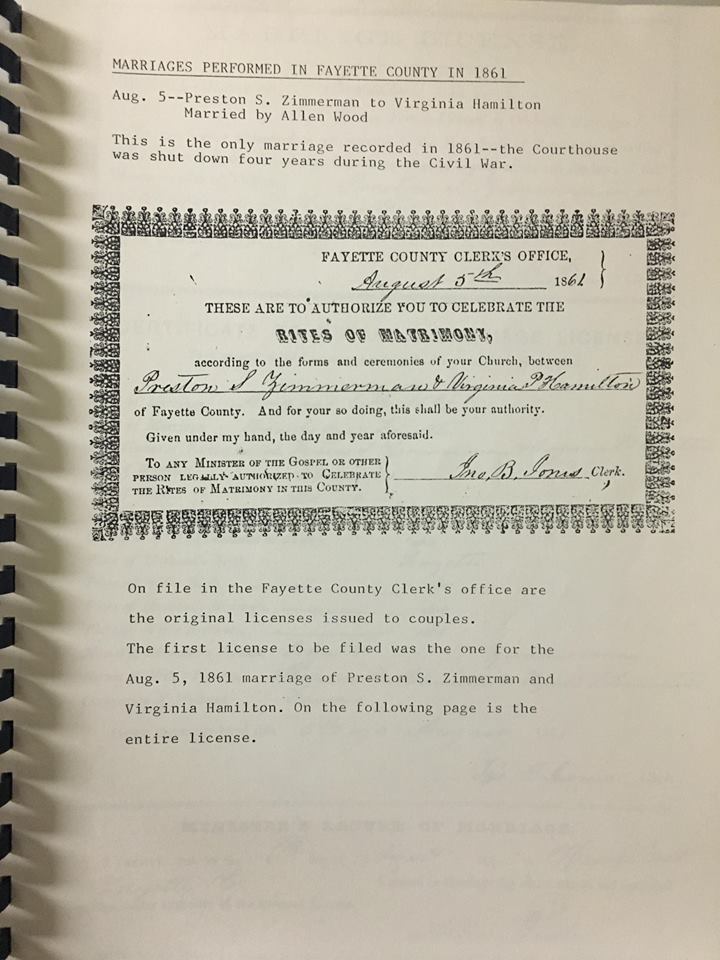 MARRIAGES PERFORMED IN FAYETTE COUNTY IN 1861
Aug. 5--Preston S. Zimmerman to Virginia Hamilton
Married by Allen Wood
This is the only marriage recorded in 1861--the Courthouse
was shut down four years during the Civil War.
FAYETTE COUNTY CLERK'S OFFICE,
August 5th 1861
THESE ARE TO AUTHORIZE YOU TO CELEBRATE THE
RITES OF MATRIMONY,
according to the forms and ceremonies of your Church, between
Preston S Zimmerman & Virginia P Hamilton
of Fayette County. And for your so doing, this shall be your authority.
Given under my hand, the day and year aforesaid.
TO ANY MINISTER OF THE GOSPEL OR OTHER
PERSON LEGALLY AUTHORIZED TO CELEBRATE
THE RITES OF MATRIMONY IN THIS COUNTY.
Jno. B. Jones Clerk.
On file in the Fayette County Clerk's office are
the original licenses issued to couples.
The first license to be filed was the one for the
Aug. 5, 1861 marriage of Preston S. Zimmerman and
Virginia Hamilton. On the following page is the
entire license.